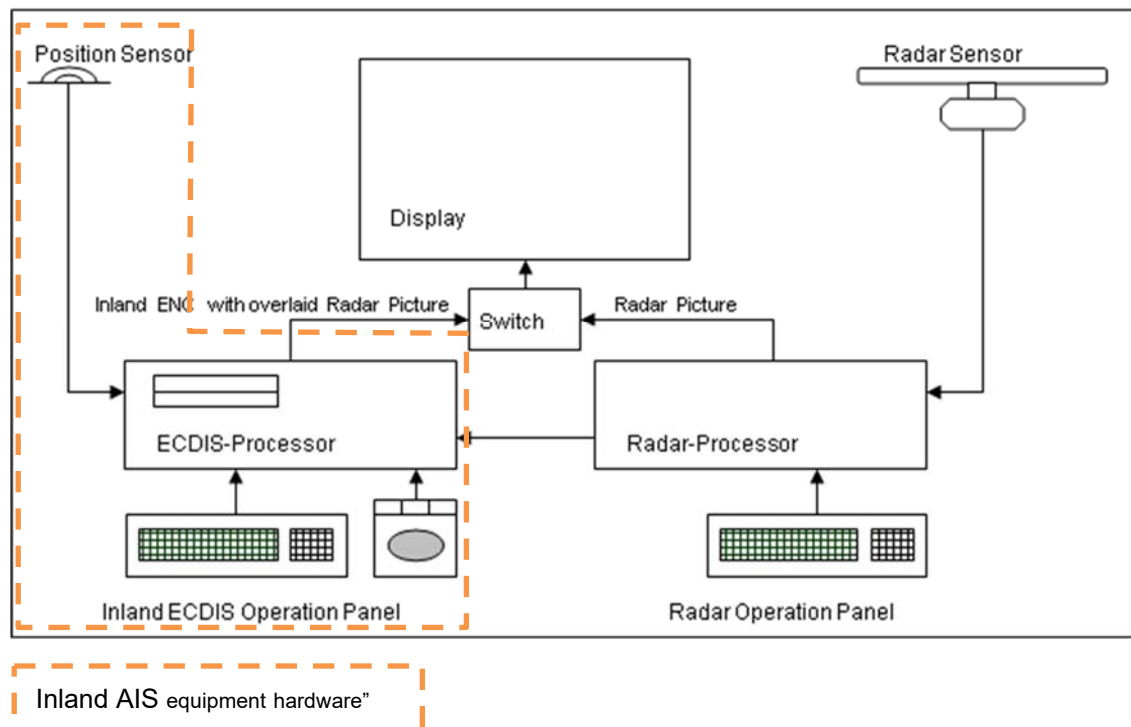 Position Sensor
Radar Sensor
Display
Inland ENC with overlaid Radar Picture
Switch
Radar Picture
ECDIS-Processor
Radar-Processor
Inland ECDIS Operation Panel
Radar Operation Panel
Inland AIS equipment hardware”